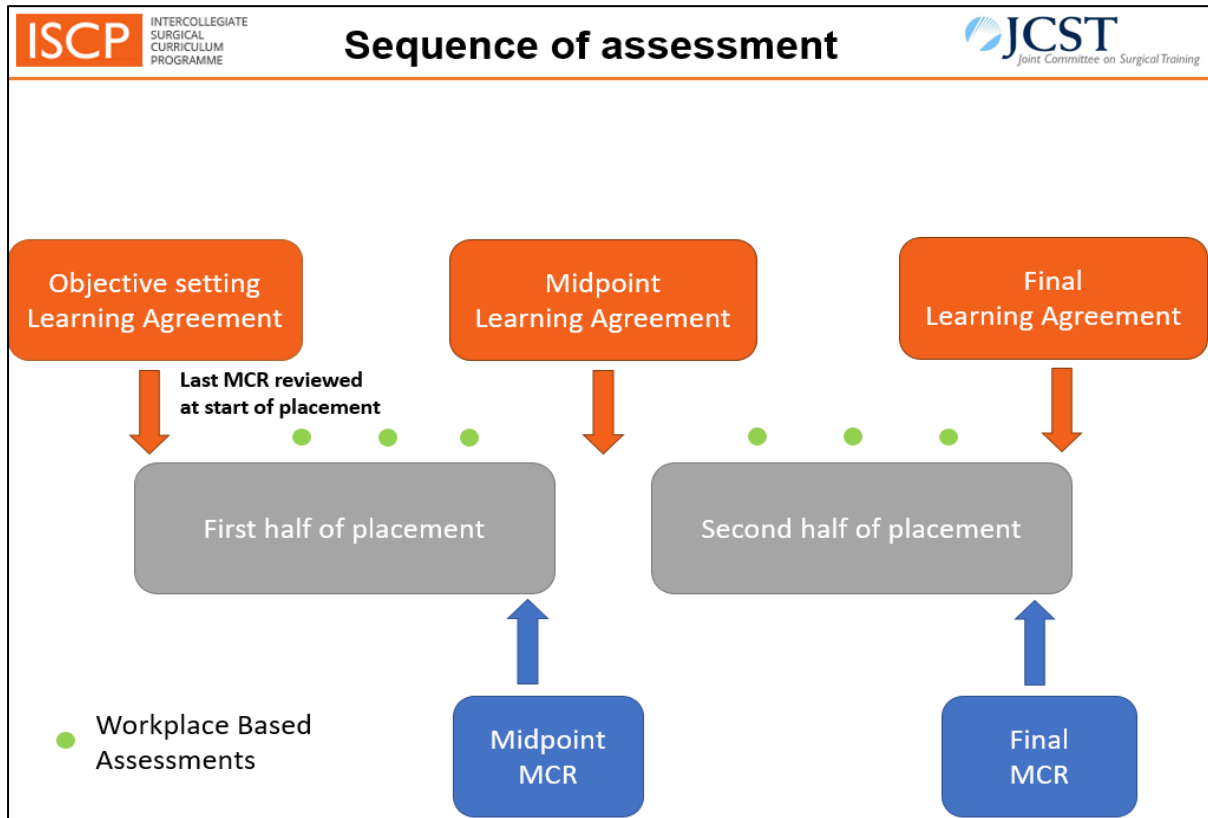 ISCP
INTERCOLLEGIATE
SURGICAL
CURRICULUM
PROGRAMME
Sequence of assessment
JCST
Joint Committee on Surgical Training
Objective setting
Learning Agreement
Midpoint
Learning Agreement
Final
Learning Agreement
Last MCR reviewed
at start of placement
First half of placement
Second half of placement
Workplace Based
Assessments
Midpoint
MCR
Final
MCR